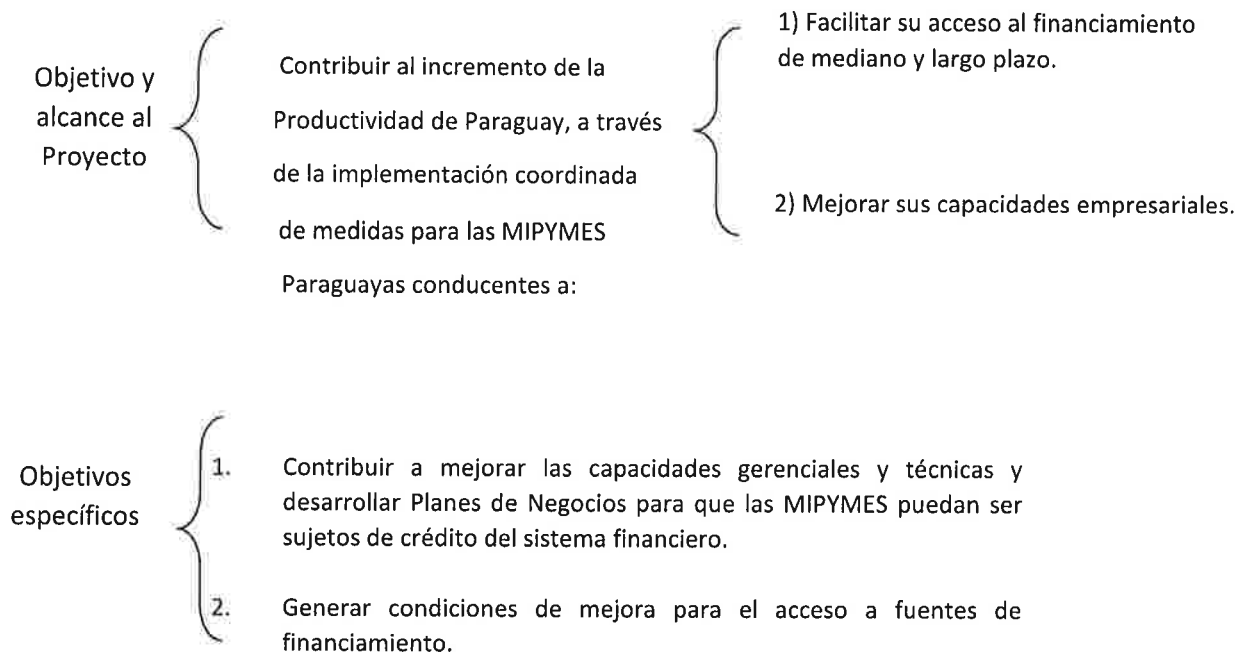 Objetivo y
alcance al
Proyecto
Contribuir al incremento de la
Productividad de Paraguay, a través
de la implementación coordinada
de medidas para las MIPYMES
Paraguayas conducentes a:
1) Facilitar su acceso al financiamiento
de mediano y largo plazo.
2) Mejorar sus capacidades empresariales.
Objetivos
específicos
1. Contribuir a mejorar las capacidades gerenciales y técnicas y
desarrollar Planes de Negocios para que las MIPYMES puedan ser
sujetos de crédito del sistema financiero.
2. Generar condiciones de mejora para el acceso a fuentes de
financiamiento.